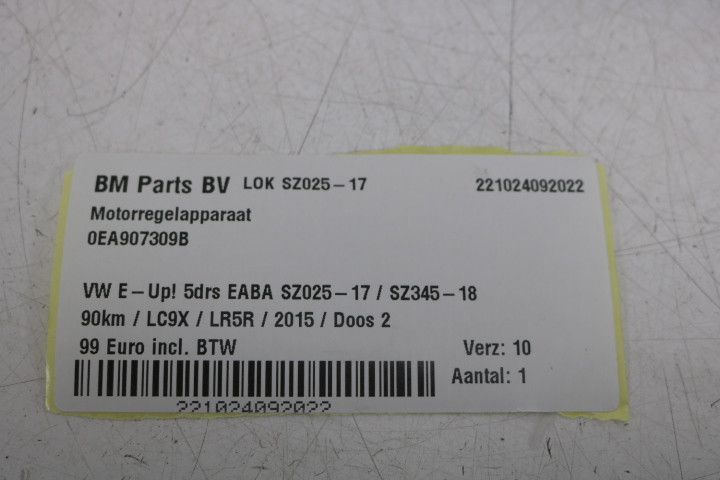 BM Parts BV LOK SZ025-17 221024092022
Motorregelapparaat
0EA907309B
VW E-Up! 5drs EABA SZ025-17 / SZ345-18
90km / LC9X / LR5R / 2015 / Doos 2
99 Euro incl. BTW Verz: 10
Aantal: 1
221024092022